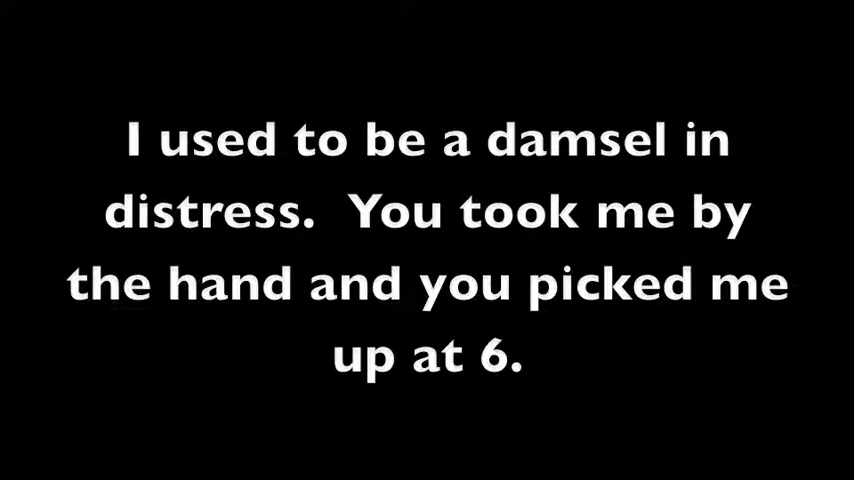 I used to be a damsel in
distress.  You took me by
the hand and you picked me
up at 6.